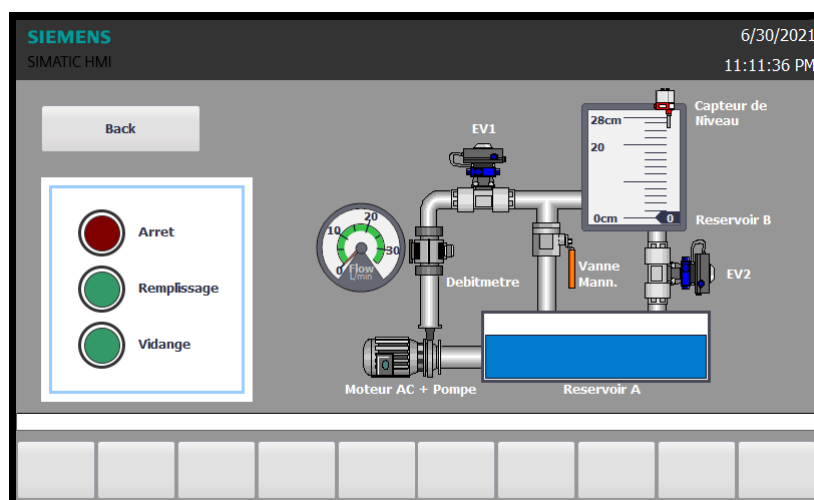 SIEMENS
6/30/2021
SIMATIC HMI
11:11:36 PM
Back
EV1
Capteur de
Niveau
28cm
20
0cm
0
Reservoir B
Arret
Remplissage
Vidange
0
10
20
30
Flow
L/min
Debitmetre
Vanne
Mann.
EV2
Moteur AC + Pompe
Reservoir A